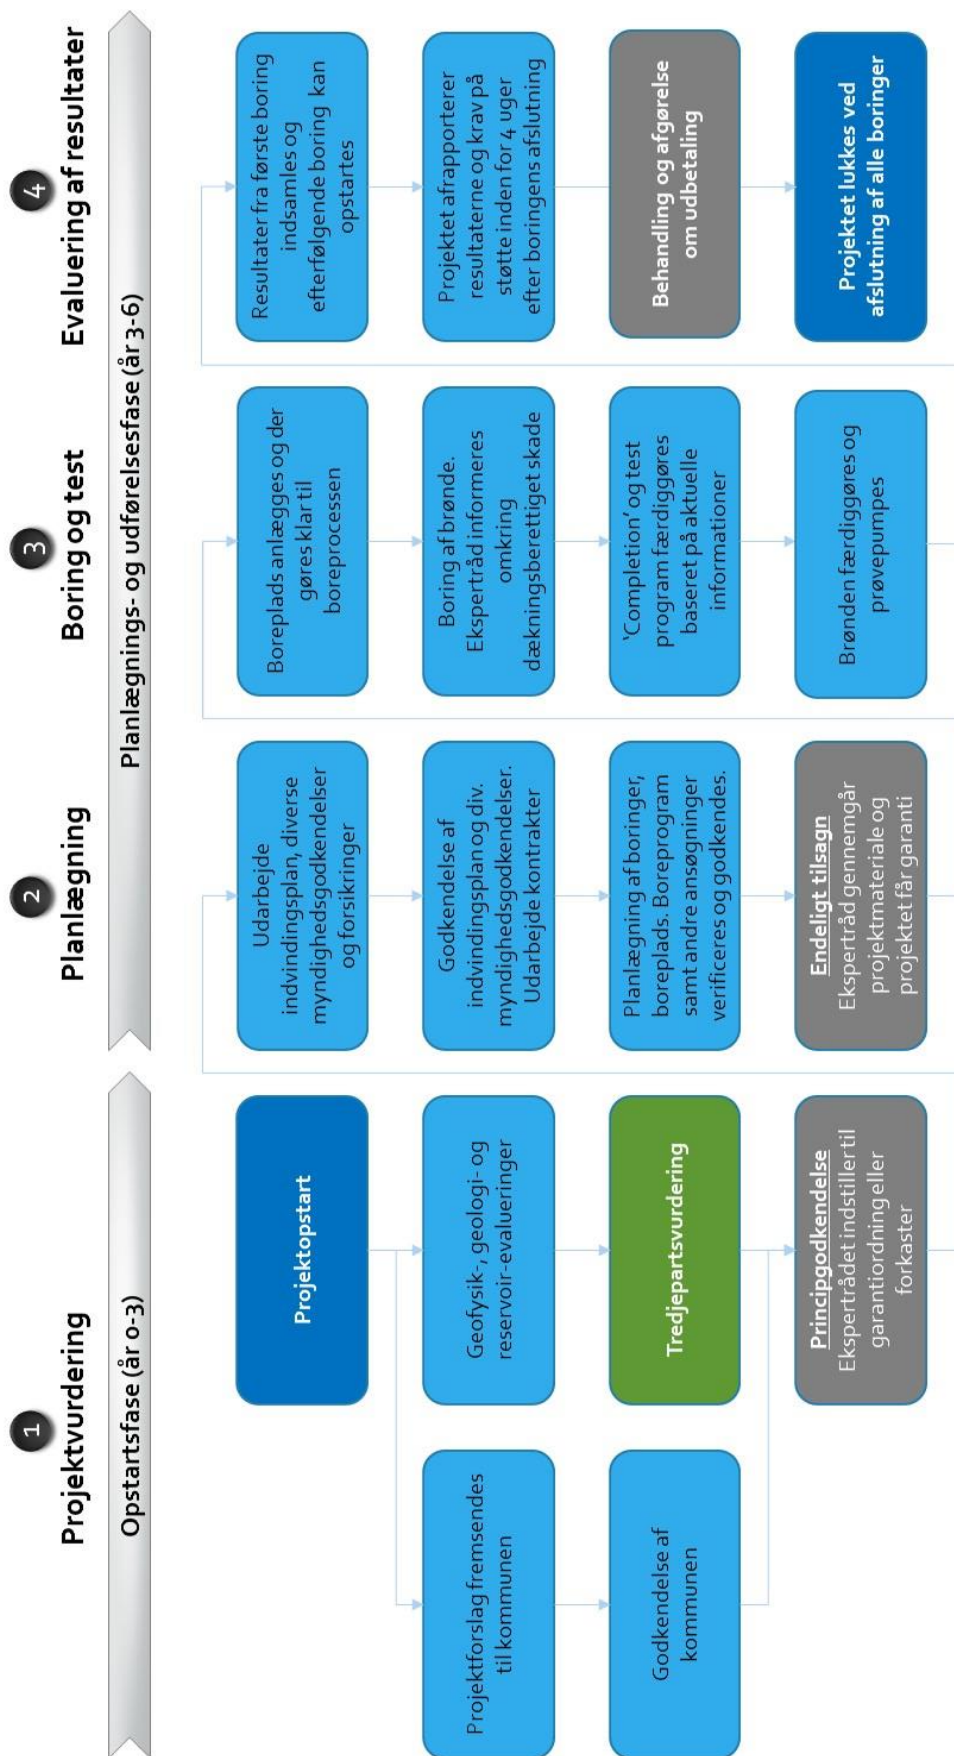 1
Projektvurdering
Opstartsfase (år 0-3)
Projektopstart
Projektforslag fremsendes
til kommunen
Geofysik-, geologi- og
reservoir-evalueringer
Godkendelse af
kommunen
Tredjepartsvurdering
Principgodkendelse
Ekspertrådet indstiller til
garantiordning eller
forkaster
2
Planlægning
Planlægnings- og udførelsesfase (år 3-6)
Udarbejde
indvindingsplan, diverse
myndighedsgodkendelser
og forsikringer
Godkendelse af
indvindingsplan og div.
myndighedsgodkendelser.
Udarbejde kontrakter
Planlægning af boringer,
boreplads. Boreprogram
samt andre ansøgninger
verificeres og godkendes.
Endeligt tilsagn
Ekspertråd gennemgår
projektmateriale og
projektet får garanti
3
Boring og test
Boreplads anlægges og der
gøres klar til
boreprocessen
Boring af brønde.
Ekspertråd informeres
omkring
dækningsberettiget skade
‘Completion’ og test
program færdiggøres
baseret på aktuelle
informationer
Brønden færdiggøres og
prøvepumpes
4
Evaluering af resultater
Resultater fra første boring
indsamles og
efterfølgende boring kan
opstartes
Projektet afrapporterer
resultaterne og krav på
støtte inden for 4 uger
efter boringens afslutning
Behandling og afgørelse
om udbetaling
Projektet lukkes ved
afslutning af alle boringer